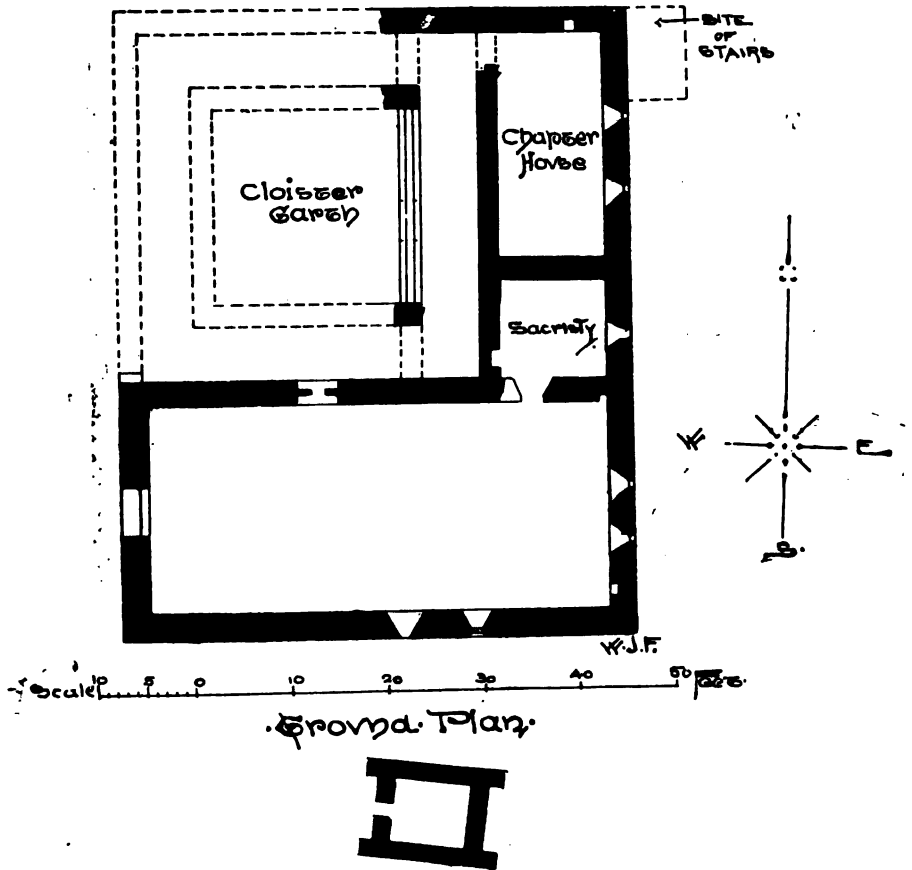 SITE
OF
STAIRS
Chapter
House
Cloister
Garth
Sacristy
W
E
S.
W.J.F.
Scale 10 5 0 10 20 30 40 50 Feet.
.Ground. Plan.